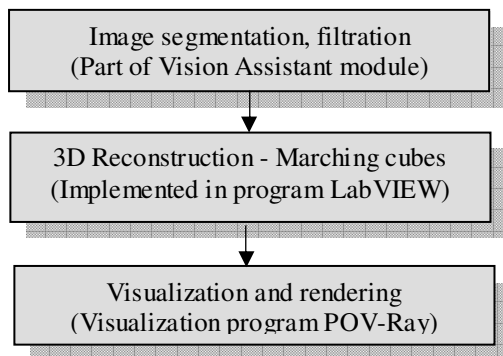 Image segmentation, filtration
(Part of Vision Assistant module)
3D Reconstruction - Marching cubes
(Implemented in program LabVIEW)
Visualization and rendering
(Visualization program POV-Ray)